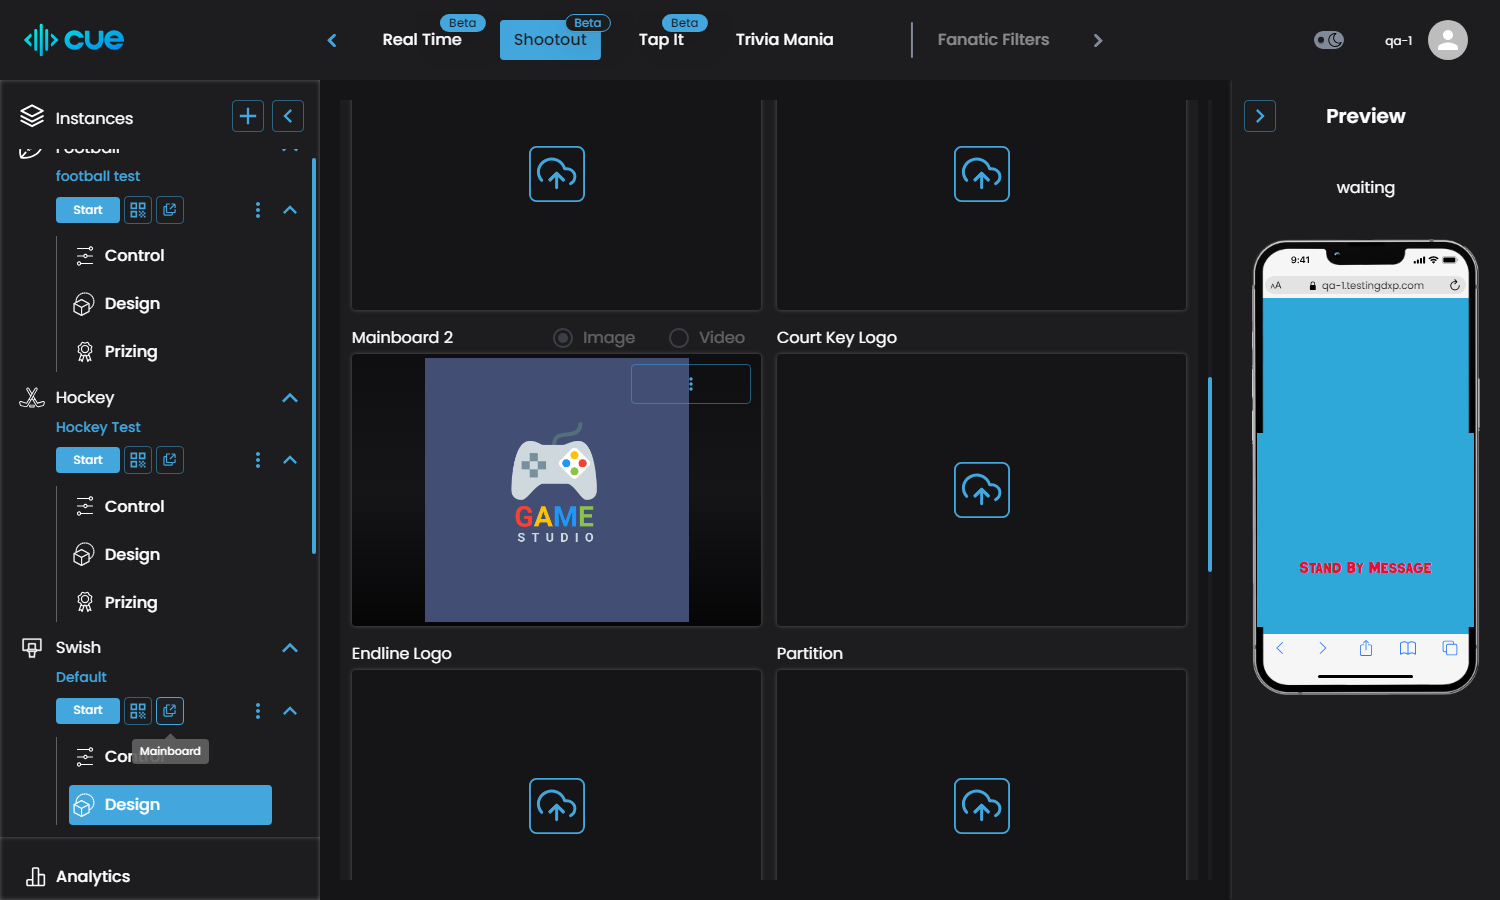 cue
Real Time
Beta
Shootout
Beta
Tap It
Beta
Trivia Mania
Fanatic Filters
qa-1
Instances
Football
football test
Start
Control
Design
Prizing
Hockey
Hockey Test
Start
Control
Design
Prizing
Swish
Default
Start
Mainboard
Control
Design
Analytics
Mainboard 2
Image
Video
Court Key Logo
GAME
STUDIO
Endline Logo
Partition
Preview
waiting
9:41
AA
qa-1.testingdxp.com
Stand By Message